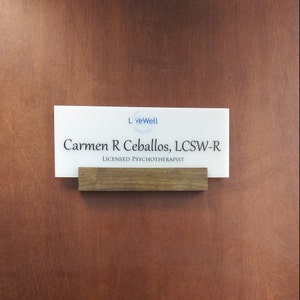 LiveWell
Carmen R Ceballos, LCSW-R
Licensed Psychotherapist